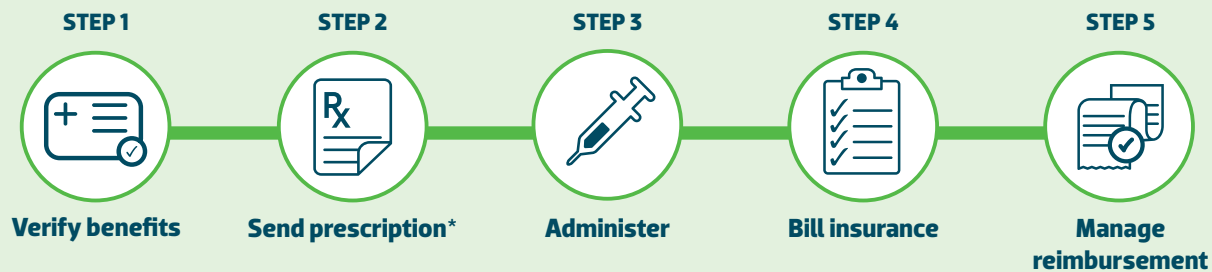 STEP 1
STEP 2
STEP 3
STEP 4
STEP 5
Rx
Verify benefits
Send prescription*
Administer
Bill insurance
Manage
reimbursement